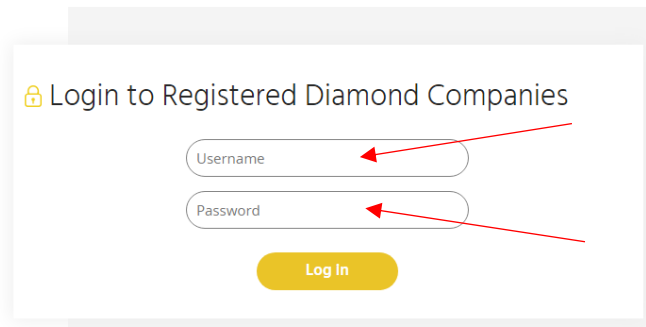 Login to Registered Diamond Companies
Username
Password
Log In